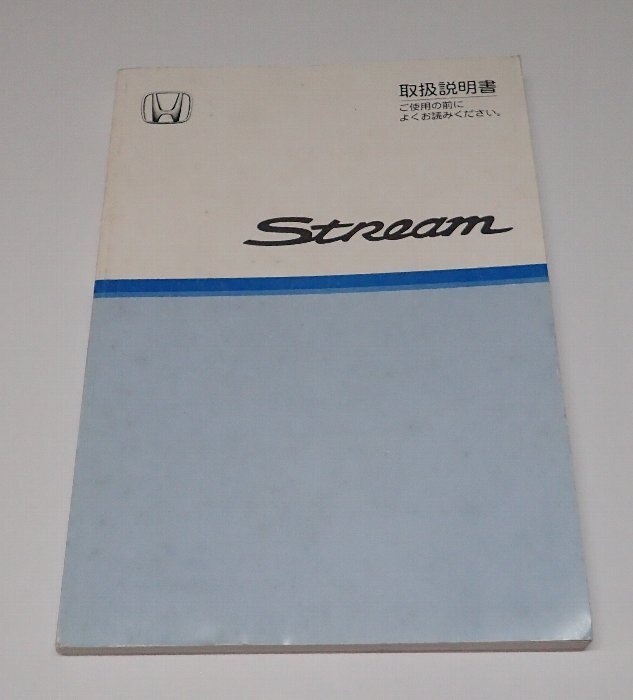 取扱説明書
ご使用の前に
よくお読みください。
Stream